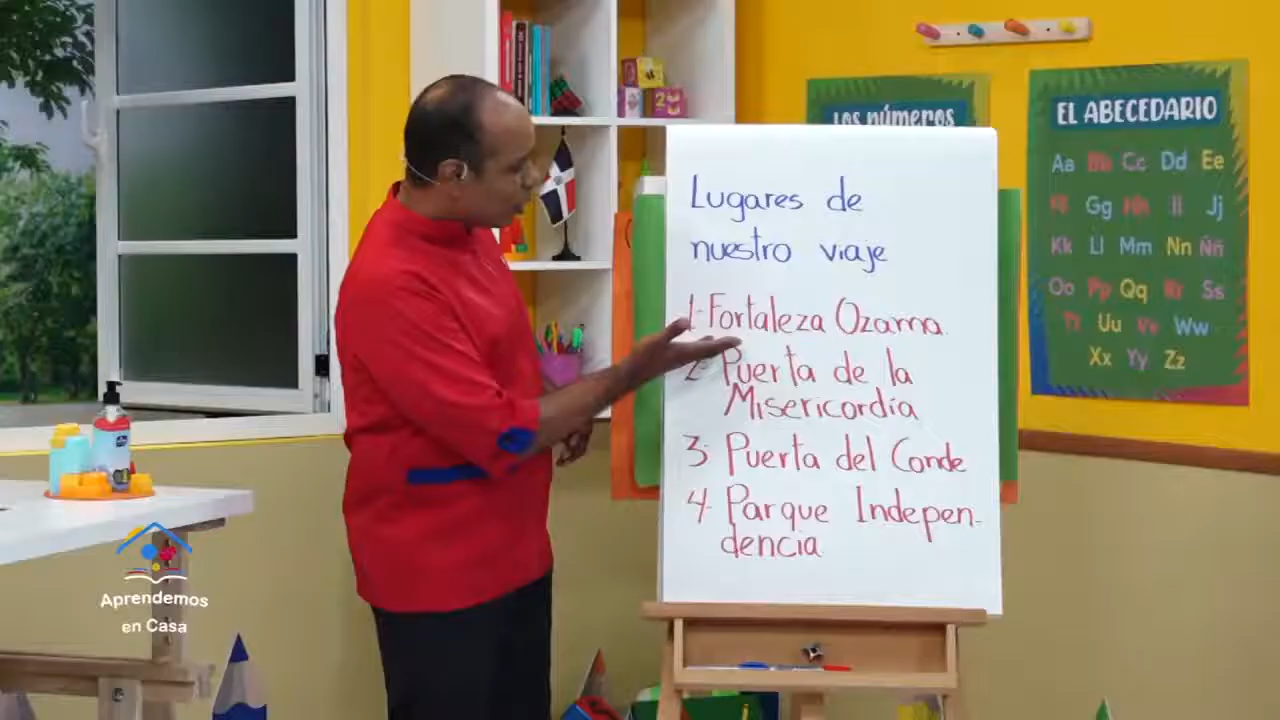 Los números
EL ABECEDARIO
Aa Bb Cc Dd Ee
Ff Gg Hh Ii Jj
Kk Ll Mm Nn Ññ
Oo Pp Qq Rr Ss
Tt Uu Vv Ww
Xx Yy Zz
Lugares de
nuestro viaje
1- Fortaleza Ozama.
2- Puerta de la
Misericordia
3- Puerta del Conde
4- Parque Indepen-
dencia.
Aprendemos
en Casa
2